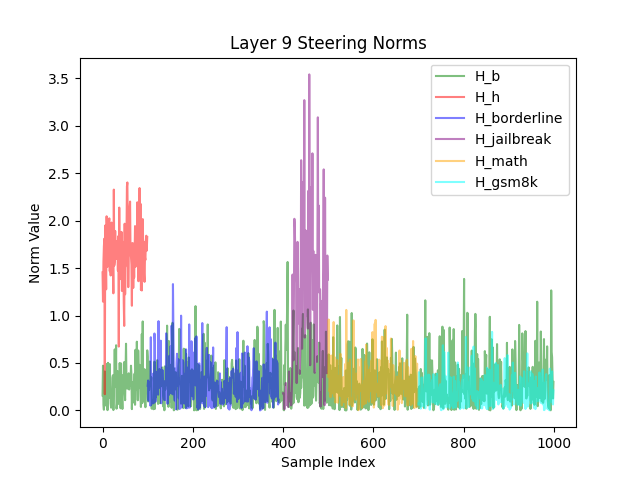 Layer 9 Steering Norms
Norm Value
3.5
3.0
2.5
2.0
1.5
1.0
0.5
0.0
H_b
H_h
H_borderline
H_jailbreak
H_math
H_gsm8k
0
200
400
600
800
1000
Sample Index